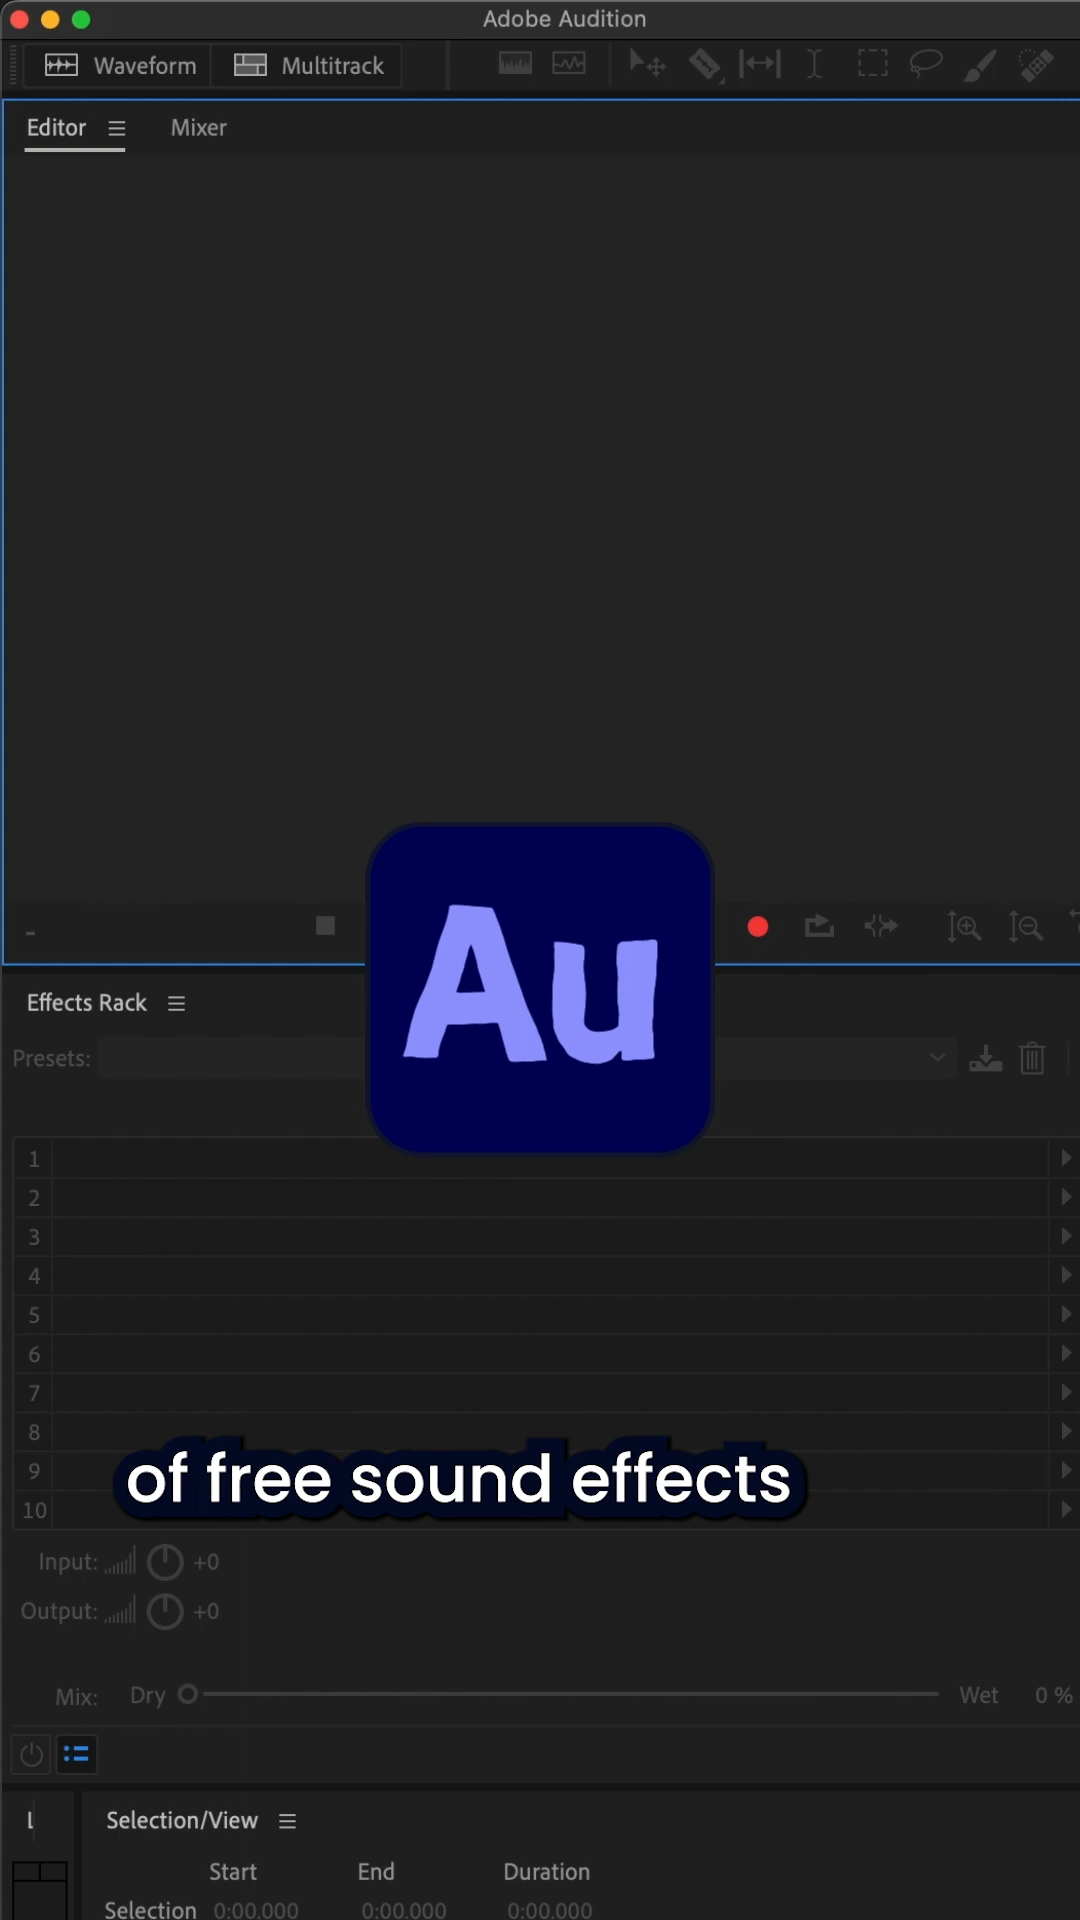 Adobe Audition
Waveform Multitrack
Editor Mixer
Au
Effects Rack
Presets:
1
2
3
4
5
6
7
8
9
10
of free sound effects
Input: +0
Output: +0
Mix: Dry Wet 0 %
Selection/View
Start End Duration
Selection 0:00.000 0:00.000 0:00.000